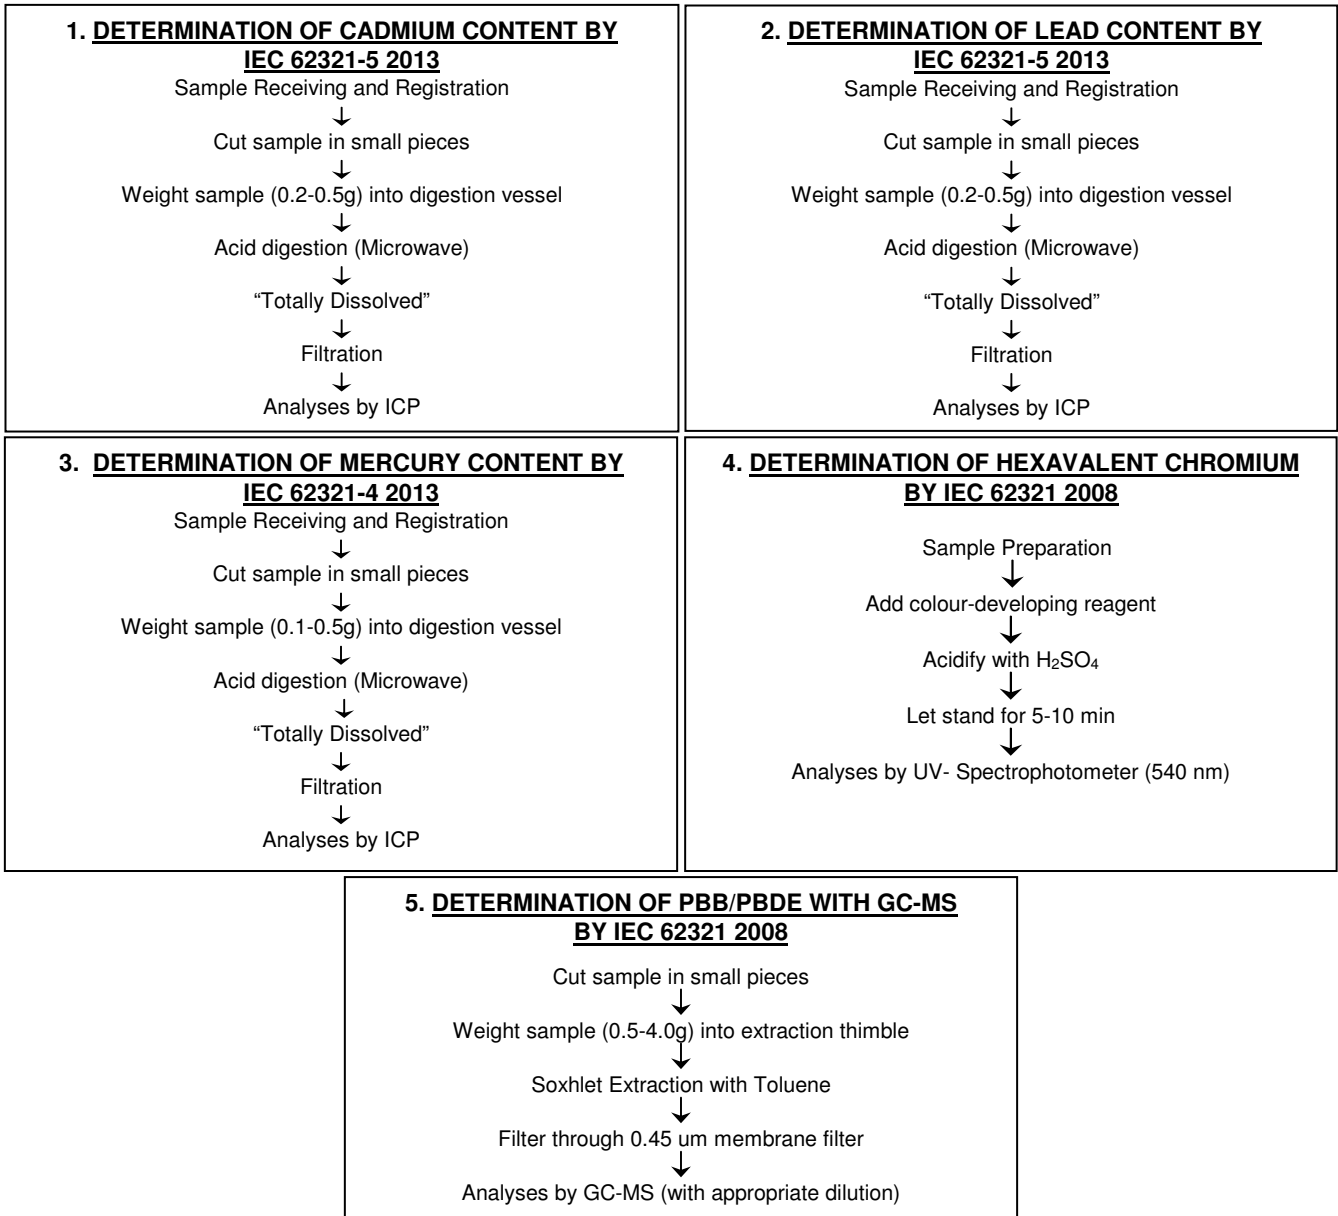 1. DETERMINATION OF CADMIUM CONTENT BY
IEC 62321-5 2013
Sample Receiving and Registration
Cut sample in small pieces
Weight sample (0.2-0.5g) into digestion vessel
Acid digestion (Microwave)
“Totally Dissolved”
Filtration
Analyses by ICP
2. DETERMINATION OF LEAD CONTENT BY
IEC 62321-5 2013
Sample Receiving and Registration
Cut sample in small pieces
Weight sample (0.2-0.5g) into digestion vessel
Acid digestion (Microwave)
“Totally Dissolved”
Filtration
Analyses by ICP
3. DETERMINATION OF MERCURY CONTENT BY
IEC 62321-4 2013
Sample Receiving and Registration
Cut sample in small pieces
Weight sample (0.1-0.5g) into digestion vessel
Acid digestion (Microwave)
“Totally Dissolved”
Filtration
Analyses by ICP
4. DETERMINATION OF HEXAVALENT CHROMIUM
BY IEC 62321 2008
Sample Preparation
Add colour-developing reagent
Acidify with H₂SO₄
Let stand for 5-10 min
Analyses by UV- Spectrophotometer (540 nm)
5. DETERMINATION OF PBB/PBDE WITH GC-MS
BY IEC 62321 2008
Cut sample in small pieces
Weight sample (0.5-4.0g) into extraction thimble
Soxhlet Extraction with Toluene
Filter through 0.45 um membrane filter
Analyses by GC-MS (with appropriate dilution)